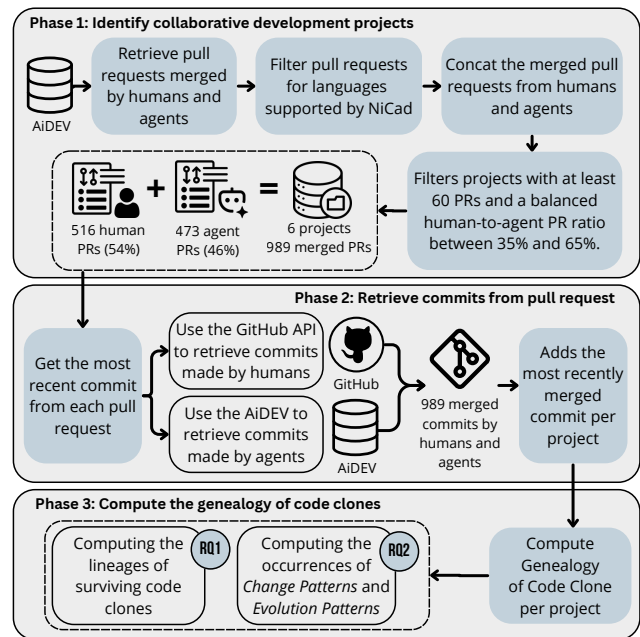 Phase 1: Identify collaborative development projects
AiDEV
Retrieve pull
requests merged
by humans and
agents
Filter pull requests
for languages
supported by NiCad
Concat the merged pull
requests from humans
and agents
Filters projects with at least
60 PRs and a balanced
human-to-agent PR ratio
between 35% and 65%.
516 human
PRs (54%)
+
473 agent
PRs (46%)
=
6 projects
989 merged PRs
Phase 2: Retrieve commits from pull request
Get the most
recent commit
from each pull
request
Use the GitHub API
to retrieve commits
made by humans
Use the AiDEV to
retrieve commits
made by agents
GitHub
AiDEV
989 merged
commits by
humans and
agents
Adds the
most recently
merged
commit per
project
Phase 3: Compute the genealogy of code clones
Compute
Genealogy
of Code Clone
per project
Computing the
lineages of
surviving code
clones
RQ1
Computing the
occurrences of
Change Patterns and
Evolution Patterns
RQ2